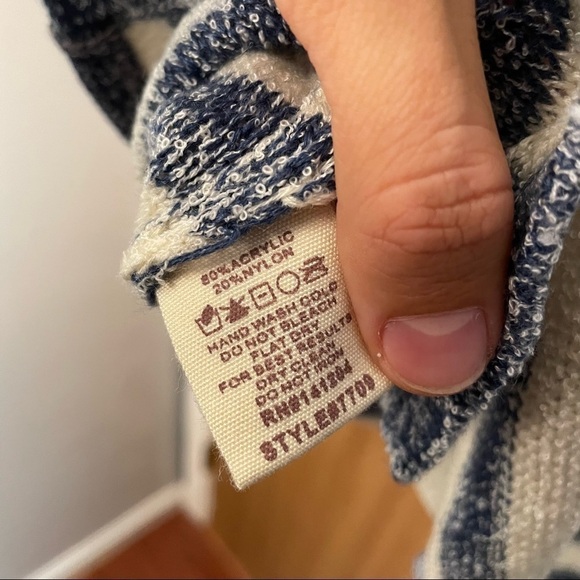 80% ACRYLIC
20% NYLON
HAND WASH COLD
DO NOT BLEACH
FLAT DRY
FOR BEST RESULTS
DRY CLEAN
DO NOT IRON
RN#141294
STYLE#7709